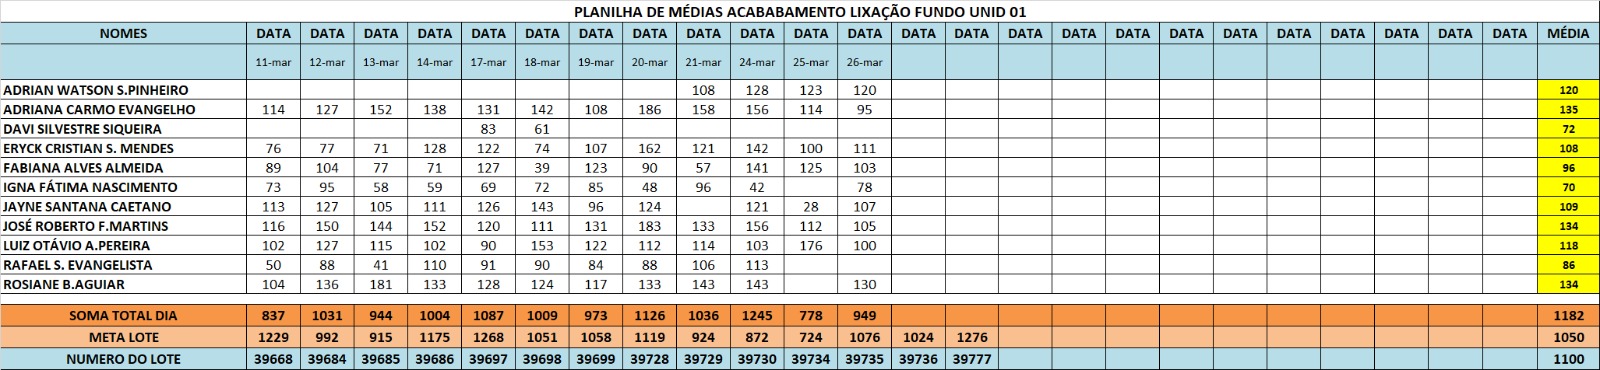 PLANILHA DE MÉDIAS ACABABAMENTO LIXAÇÃO FUNDO UNID 01
NOMES DATA DATA DATA DATA DATA DATA DATA DATA DATA DATA DATA DATA DATA DATA DATA DATA DATA DATA DATA DATA DATA DATA DATA DATA MÉDIA
11-mar 12-mar 13-mar 14-mar 17-mar 18-mar 19-mar 20-mar 21-mar 24-mar 25-mar 26-mar
ADRIAN WATSON S.PINHEIRO 108 128 123 120 120
ADRIANA CARMO EVANGELHO 114 127 152 138 131 142 108 186 158 156 114 95 135
DAVI SILVESTRE SIQUEIRA 83 61 72
ERYCK CRISTIAN S. MENDES 76 77 71 128 122 74 107 162 121 142 100 111 108
FABIANA ALVES ALMEIDA 89 104 77 71 127 39 123 90 57 141 125 103 96
IGNA FÁTIMA NASCIMENTO 73 95 58 59 69 72 85 48 96 42 78 70
JAYNE SANTANA CAETANO 113 127 105 111 126 143 96 124 121 28 107 109
JOSÉ ROBERTO F.MARTINS 116 150 144 152 120 111 131 183 133 156 112 105 134
LUIZ OTÁVIO A.PEREIRA 102 127 115 102 90 153 122 112 114 103 176 100 118
RAFAEL S. EVANGELISTA 50 88 41 110 91 90 84 88 106 113 86
ROSIANE B.AGUIAR 104 136 181 133 128 124 117 133 143 143 130 134
SOMA TOTAL DIA 837 1031 944 1004 1087 1009 973 1126 1036 1245 778 949 1182
META LOTE 1229 992 915 1175 1268 1051 1058 1119 924 872 724 1076 1024 1276 1050
NUMERO DO LOTE 39668 39684 39685 39686 39697 39698 39699 39728 39729 39730 39734 39735 39736 39777 1100